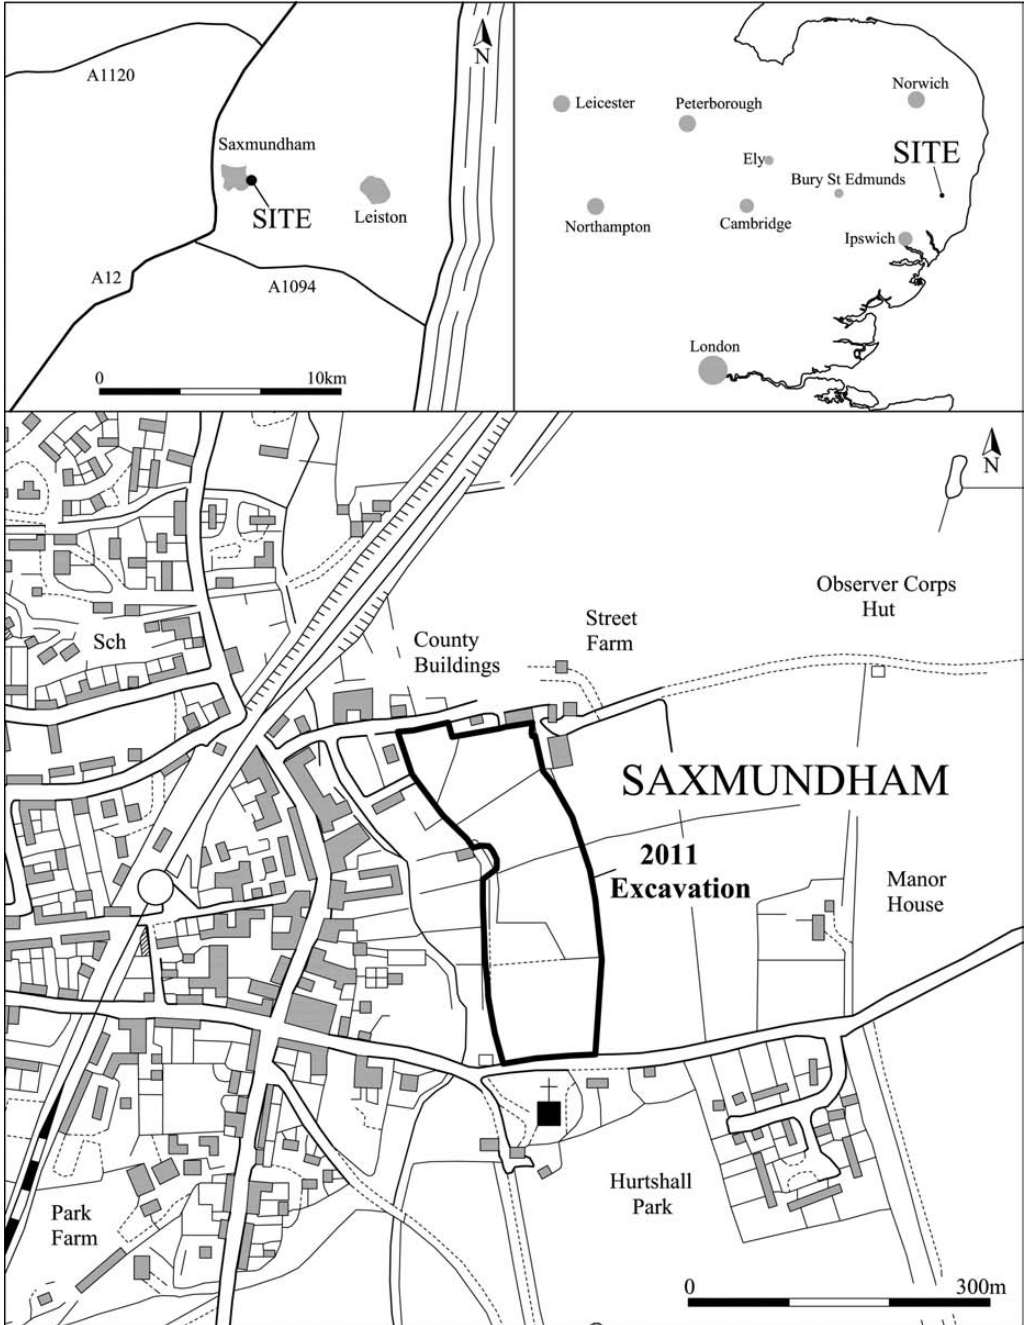 N
A1120
Saxmundham
SITE
Leiston
A12
A1094
0 10km
Norwich
Leicester
Peterborough
SITE
Ely
Bury St Edmunds
Northampton
Cambridge
Ipswich
London
N
Observer Corps
Hut
Street
Farm
County
Buildings
Sch
SAXMUNDHAM
2011
Excavation
Manor
House
Hurtshall
Park
Park
Farm
0 300m